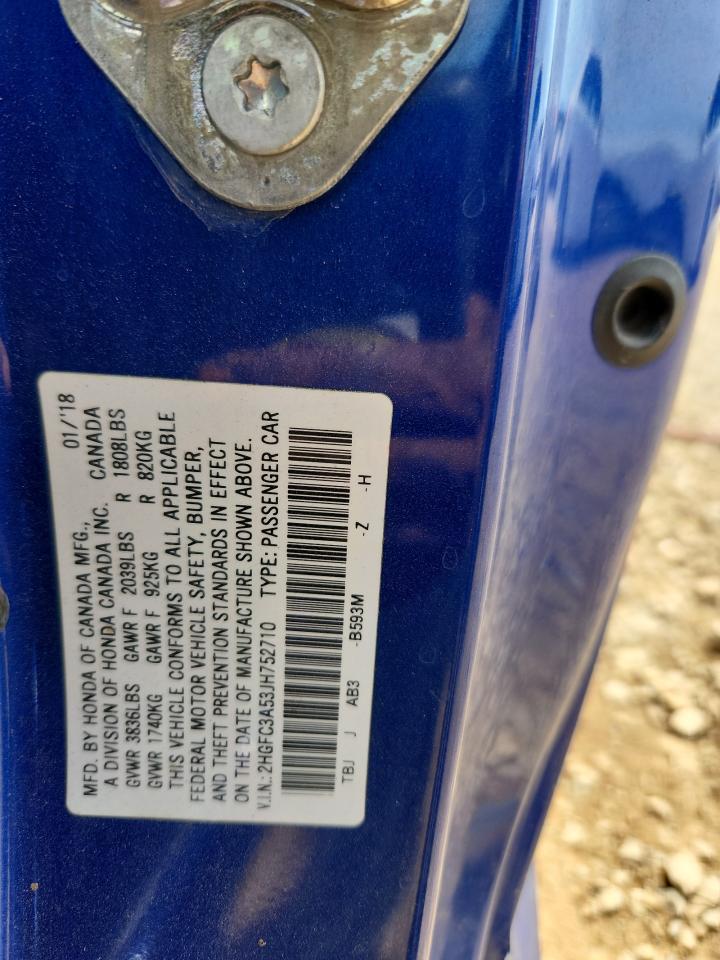 MFD. BY HONDA OF CANADA MFG., 01/'18
A DIVISION OF HONDA CANADA INC. CANADA
GVWR 3836LBS GAWR F 2039LBS R 1808LBS
GVWR 1740KG GAWR F 925KG R 820KG
THIS VEHICLE CONFORMS TO ALL APPLICABLE
FEDERAL MOTOR VEHICLE SAFETY, BUMPER,
AND THEFT PREVENTION STANDARDS IN EFFECT
ON THE DATE OF MANUFACTURE SHOWN ABOVE.
V.I.N.: 2HGFC3A53JH752710 TYPE: PASSENGER CAR
TBJ J AB3 -B593M -Z -H